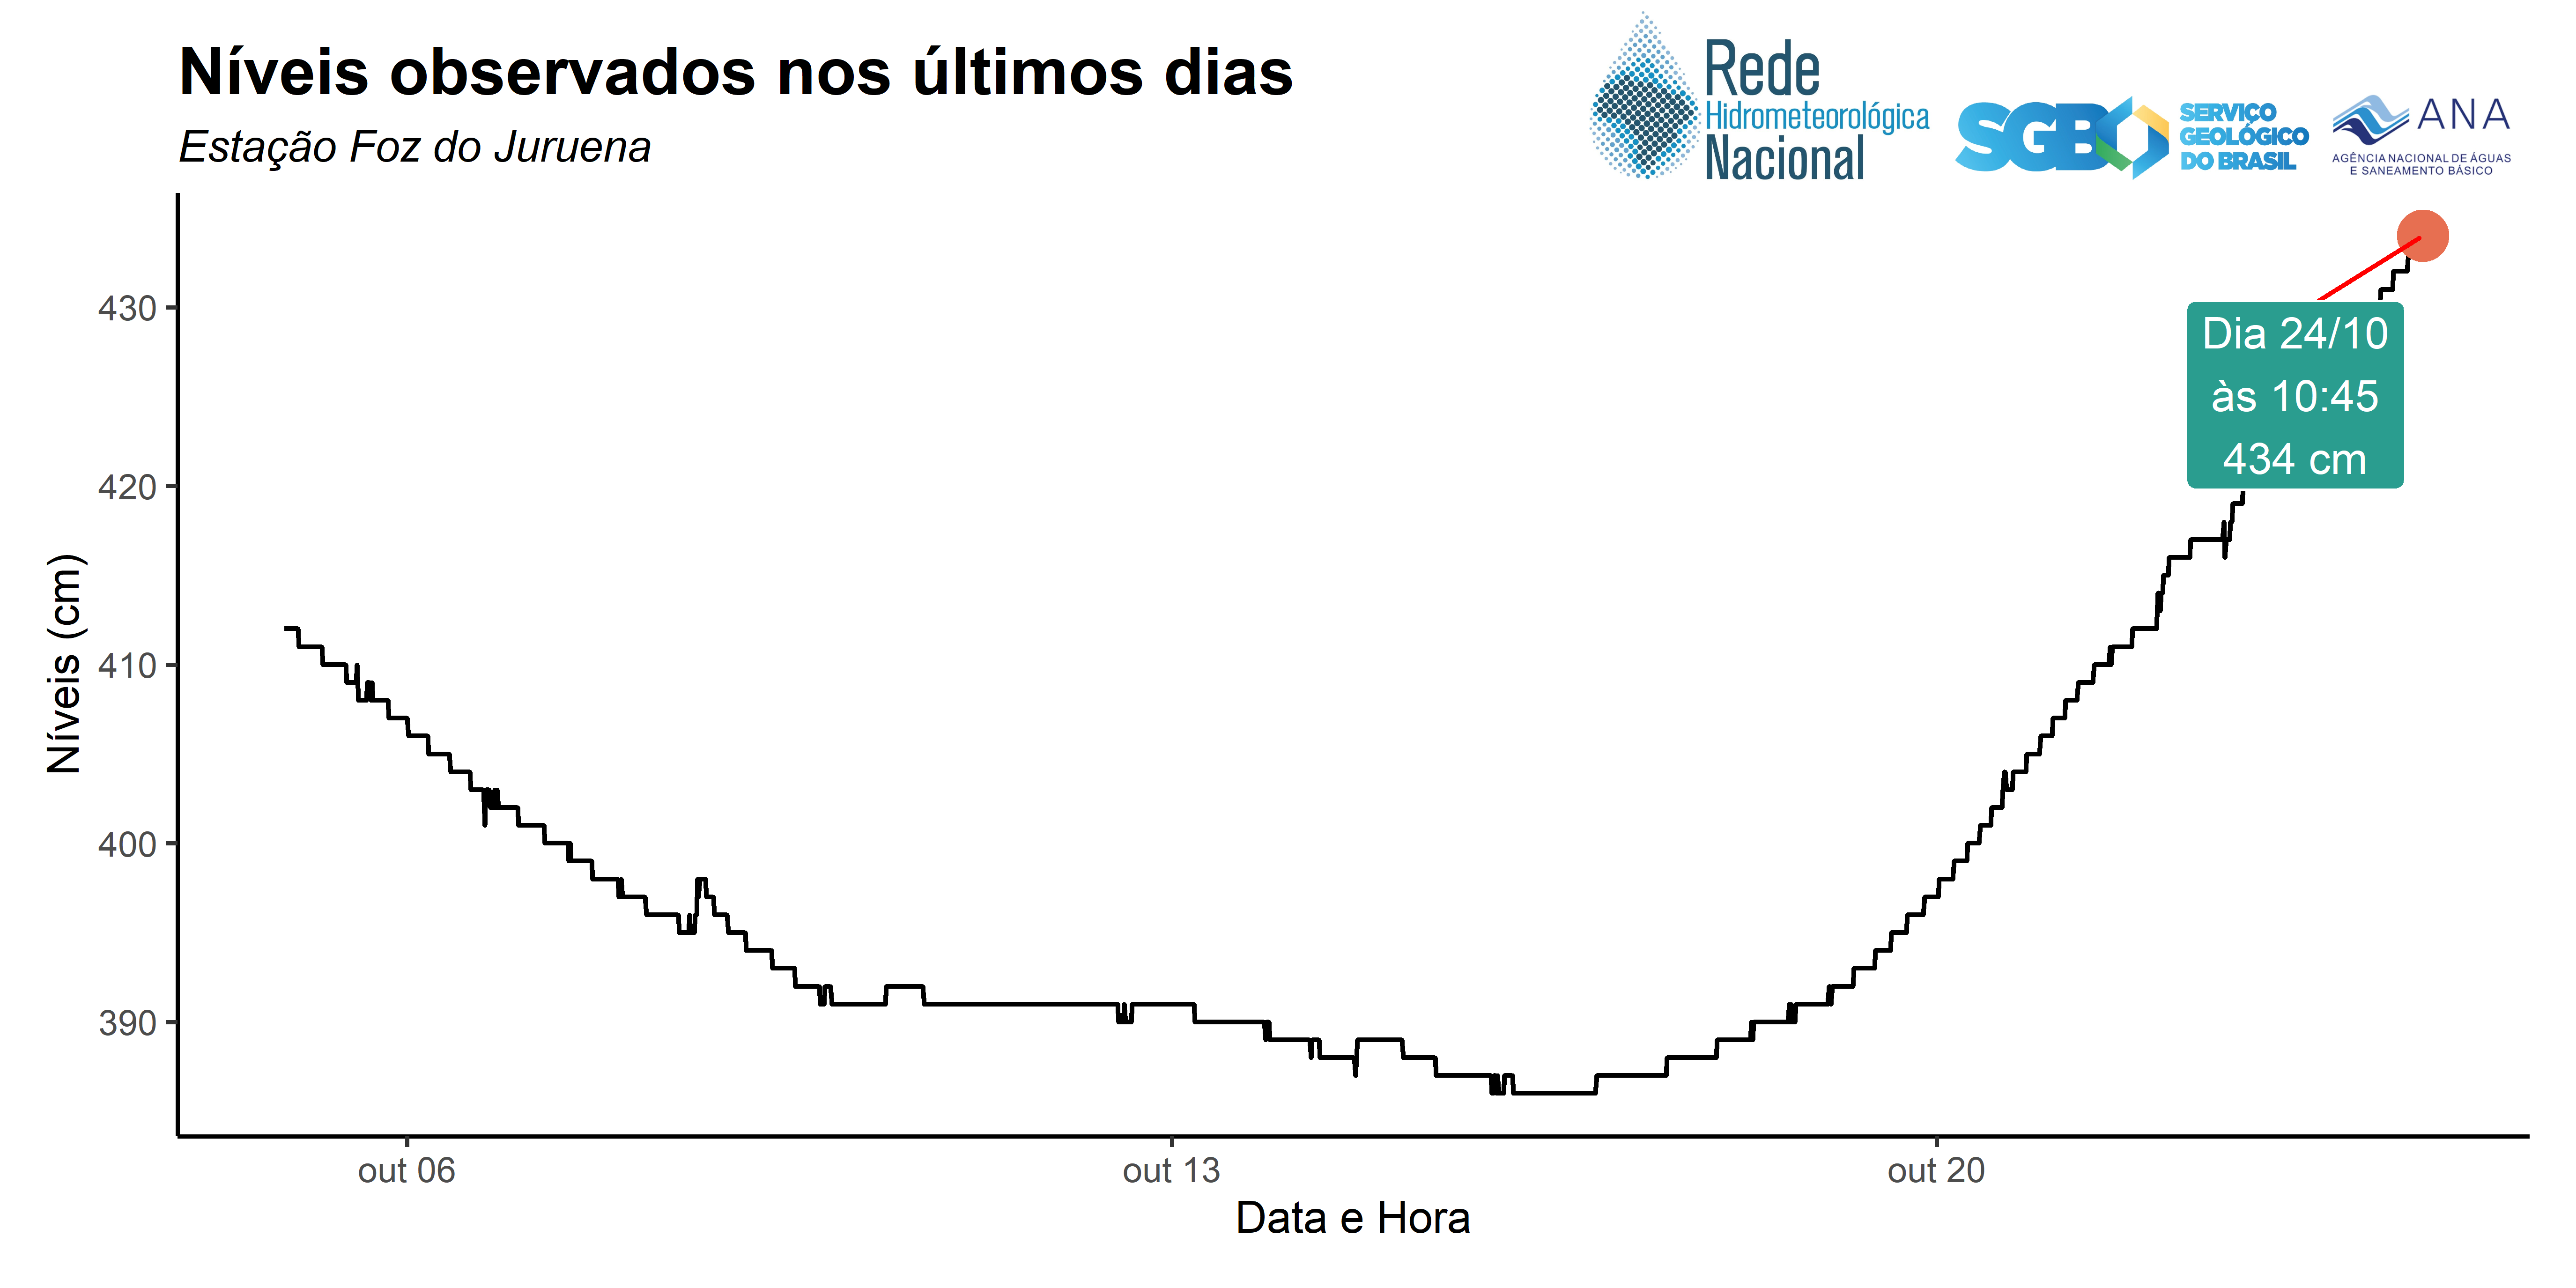 Níveis observados nos últimos dias
Estação Foz do Juruena
Rede
Hidrometeorológica
Nacional
SGB
SERVIÇO
GEOLÓGICO
DO BRASIL
ANA
AGÊNCIA NACIONAL DE ÁGUAS
E SANEAMENTO BÁSICO
430
420
410
400
390
Níveis (cm)
Dia 24/10
às 10:45
434 cm
out 06
out 13
out 20
Data e Hora